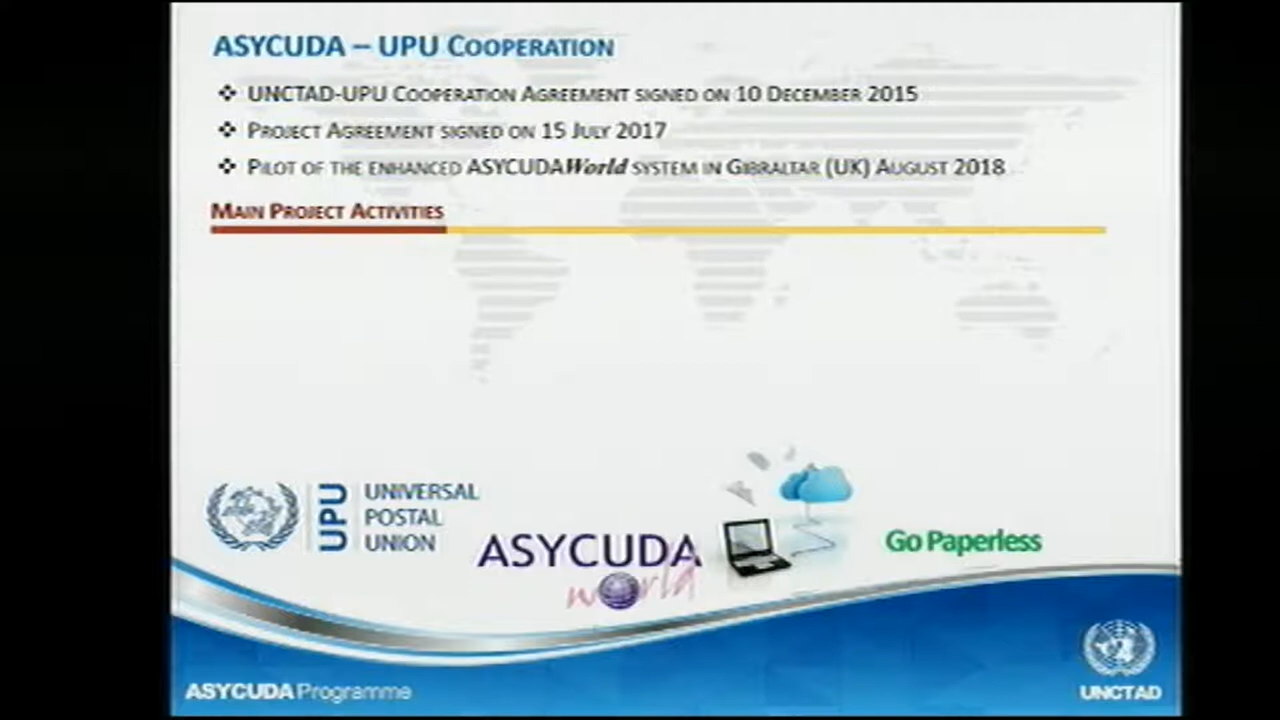 ASYCUDA – UPU COOPERATION
❖ UNCTAD-UPU COOPERATION AGREEMENT SIGNED ON 10 DECEMBER 2015
❖ PROJECT AGREEMENT SIGNED ON 15 JULY 2017
❖ PILOT OF THE ENHANCED ASYCUDAWorld SYSTEM IN GIBRALTAR (UK) AUGUST 2018
MAIN PROJECT ACTIVITIES
UPU
UNIVERSAL
POSTAL
UNION
ASYCUDA
world
Go Paperless
ASYCUDA Programme
UNCTAD